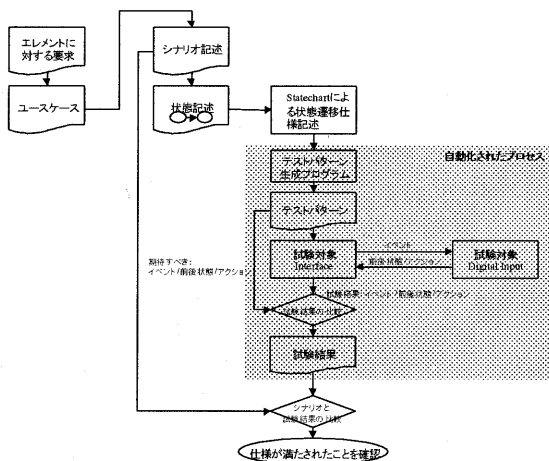 エレメントに
対する要求
ユースケース
シナリオ記述
状態記述
Statechartによ
る状態遷移仕
様記述
自動化されたプロセス
テストパターン
生成プログラム
テストパターン
期待すべき:
イベント/前後状態/アクション
試験対象
Interface
イベント
前後状態/アクション
試験対象
Digital Input
試験結果:イベント/前後状態/アクション
試験結果の比較
試験結果
シナリオと
試験結果の比較
仕様が満たされたことを確認